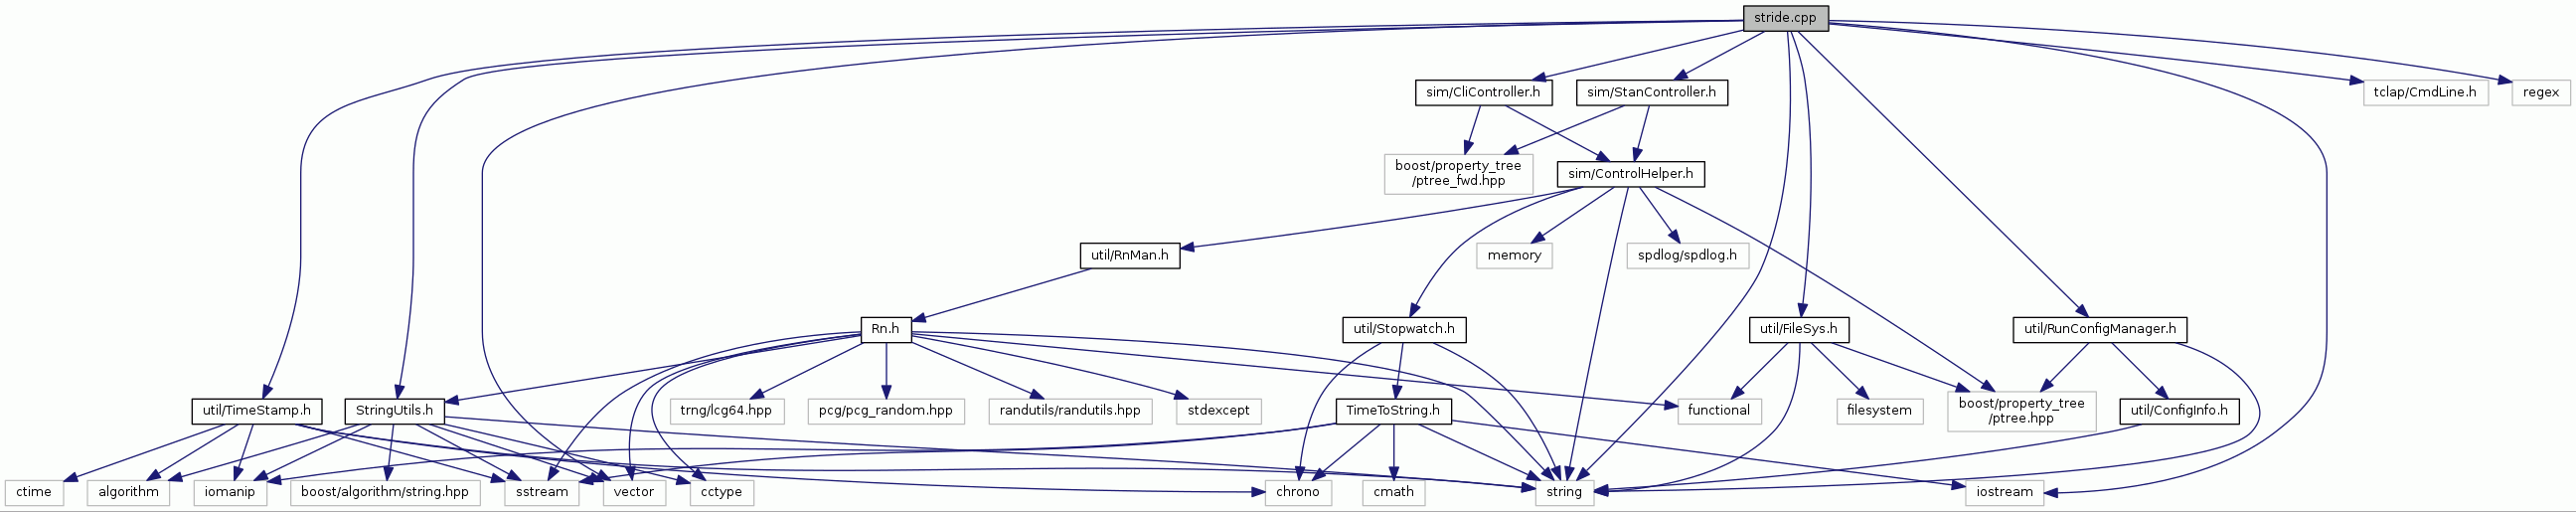 stride.cpp
sim/CliController.h
sim/StanController.h
tclap/CmdLine.h
regex
boost/property_tree
/ptree_fwd.hpp
sim/ControlHelper.h
util/RnMan.h
memory
spdlog/spdlog.h
Rn.h
util/Stopwatch.h
util/FileSys.h
util/RunConfigManager.h
util/TimeStamp.h
StringUtils.h
trng/lcg64.hpp
pcg/pcg_random.hpp
randutils/randutils.hpp
stdexcept
TimeToString.h
functional
filesystem
boost/property_tree
/ptree.hpp
util/ConfigInfo.h
ctime
algorithm
iomanip
boost/algorithm/string.hpp
sstream
vector
cctype
chrono
cmath
string
iostream